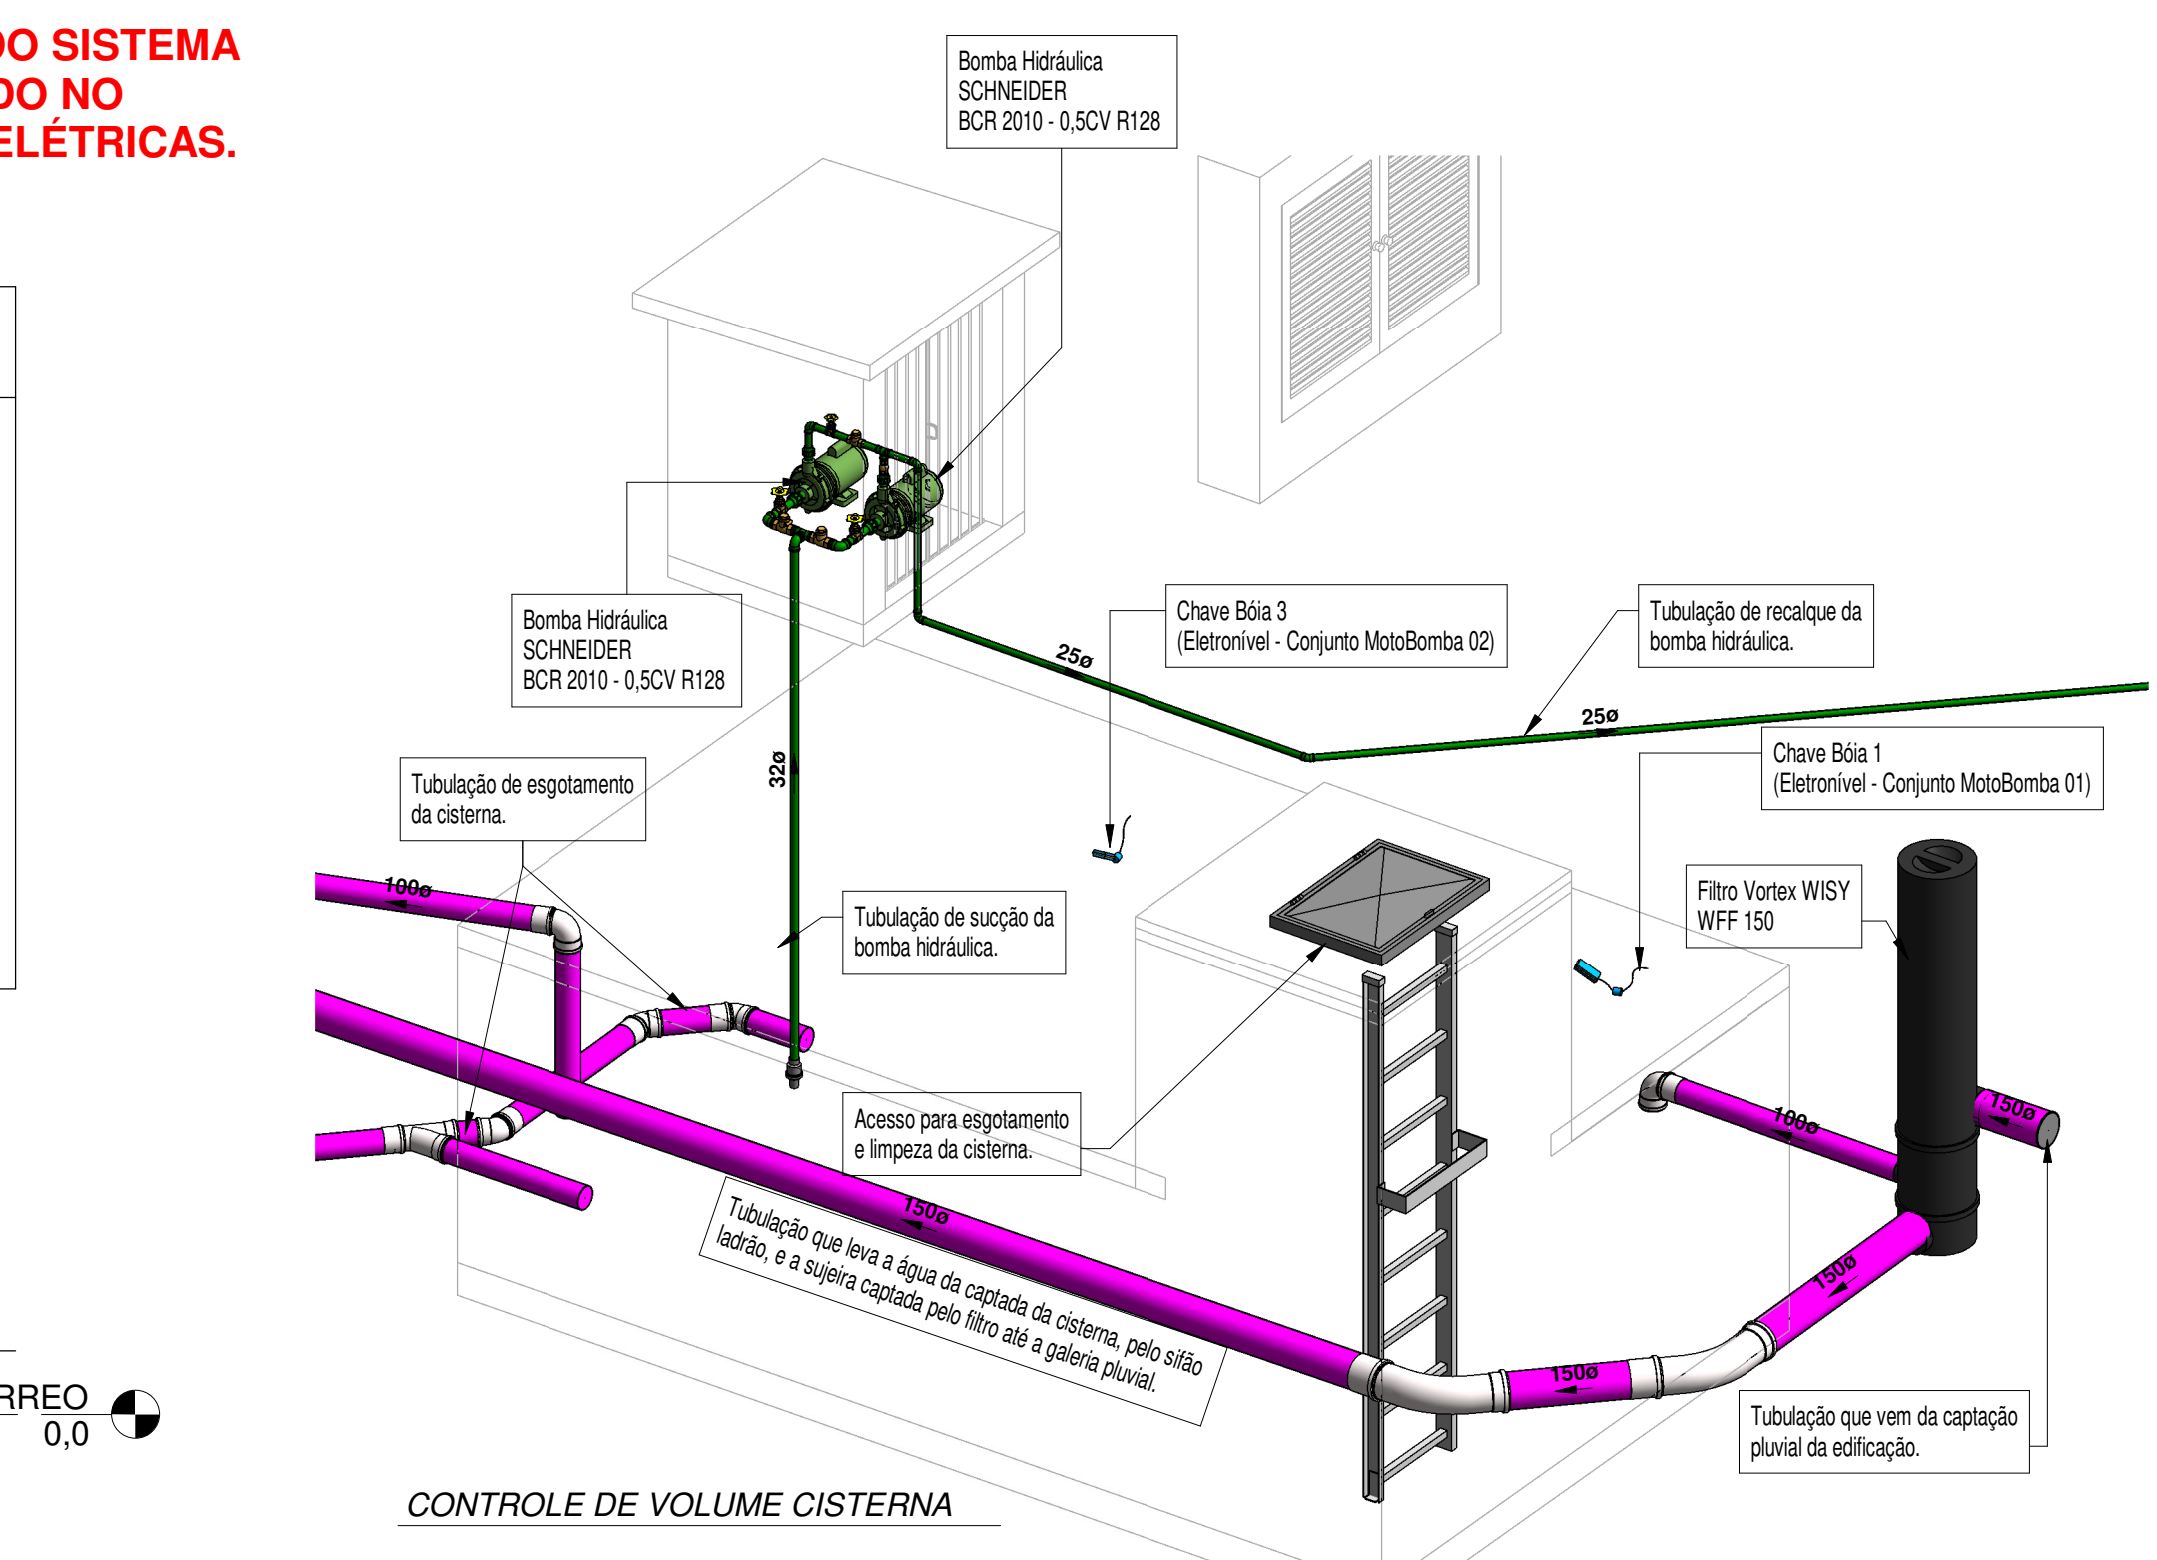 DO SISTEMA
DO NO
ELÉTRICAS.
Bomba Hidráulica
SCHNEIDER
BCR 2010 - 0,5CV R128
Bomba Hidráulica
SCHNEIDER
BCR 2010 - 0,5CV R128
Chave Bóia 3
(Eletronível - Conjunto MotoBomba 02)
Tubulação de recalque da
bomba hidráulica.
25ø
25ø
Chave Bóia 1
(Eletronível - Conjunto MotoBomba 01)
32ø
Tubulação de esgotamento
da cisterna.
100ø
Tubulação de sucção da
bomba hidráulica.
Filtro Vortex WISY
WFF 150
Acesso para esgotamento
e limpeza da cisterna.
100ø
150ø
150ø
Tubulação que leva a água da captada da cisterna, pelo sifão
ladrão, e a sujeira captada pelo filtro até a galeria pluvial.
150ø
150ø
Tubulação que vem da captação
pluvial da edificação.
RREO
0,0
CONTROLE DE VOLUME CISTERNA